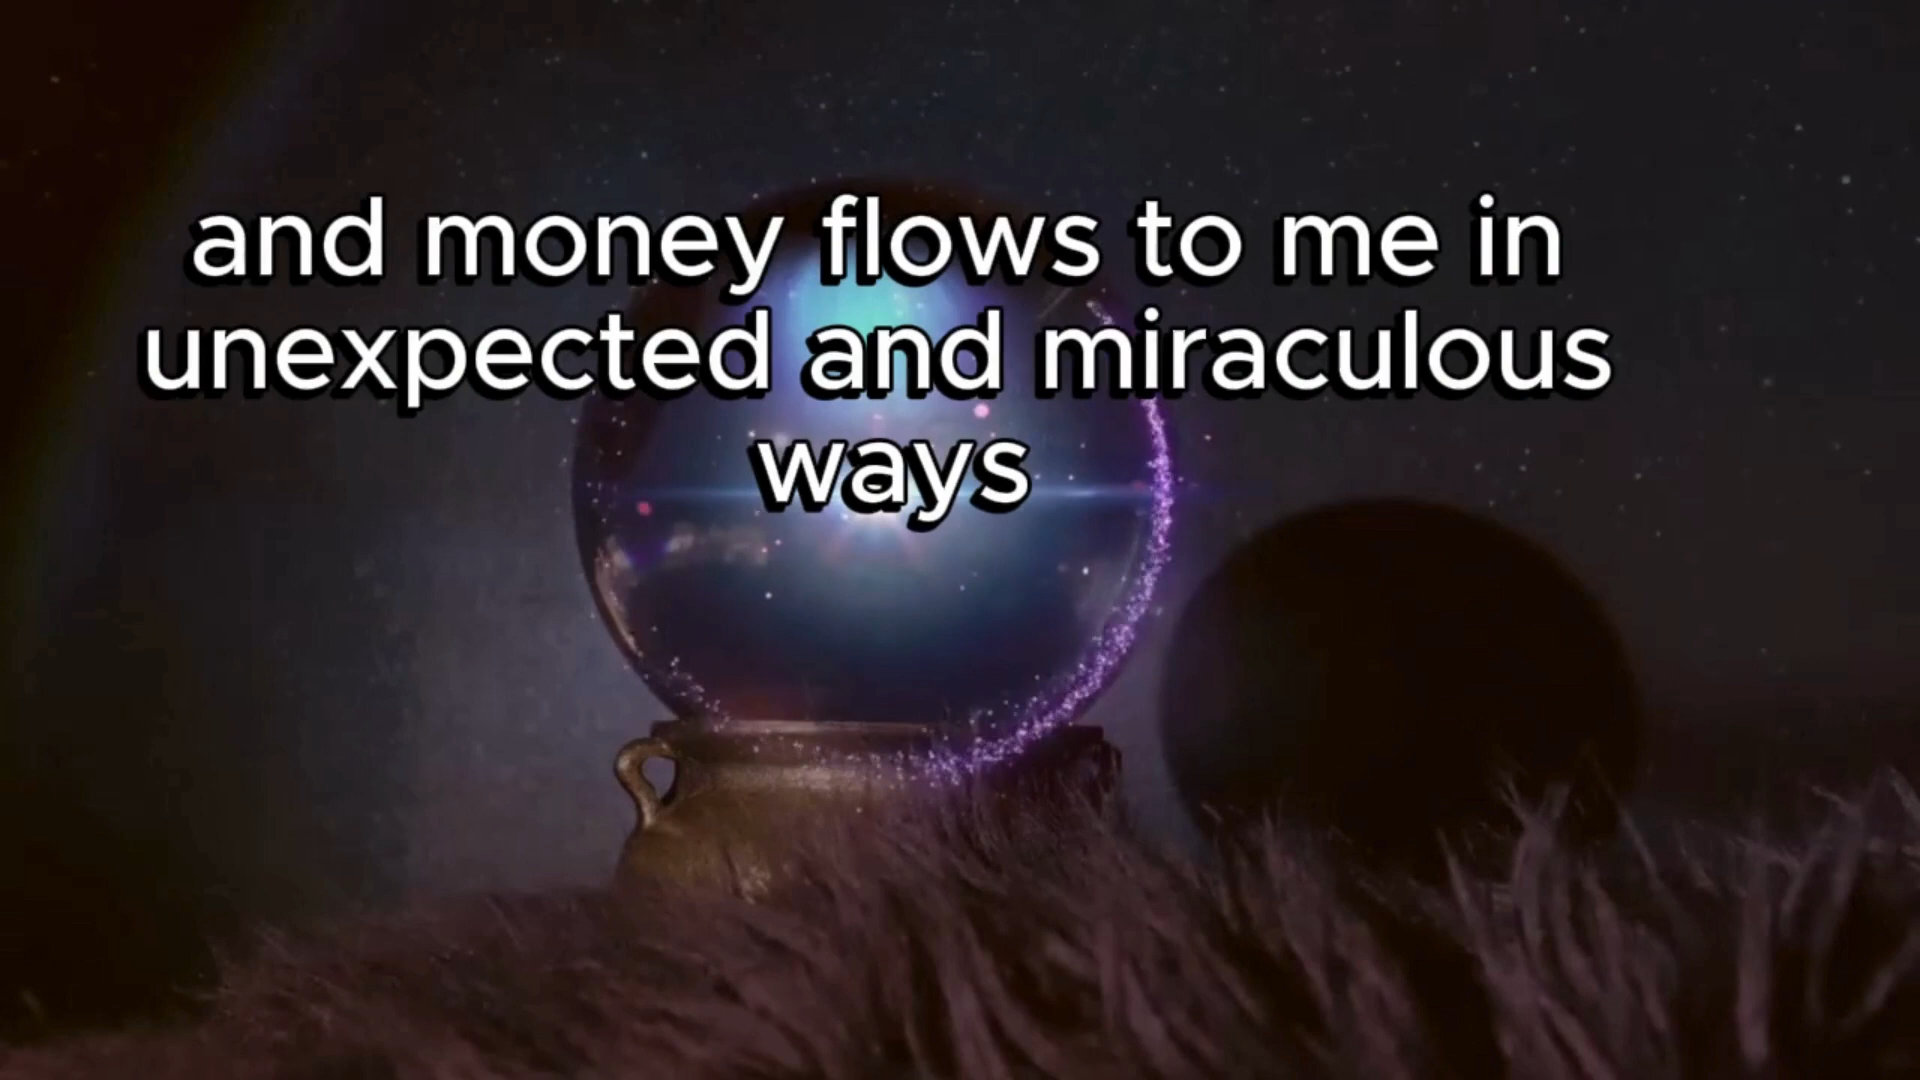 and money flows to me in
unexpected and miraculous
ways